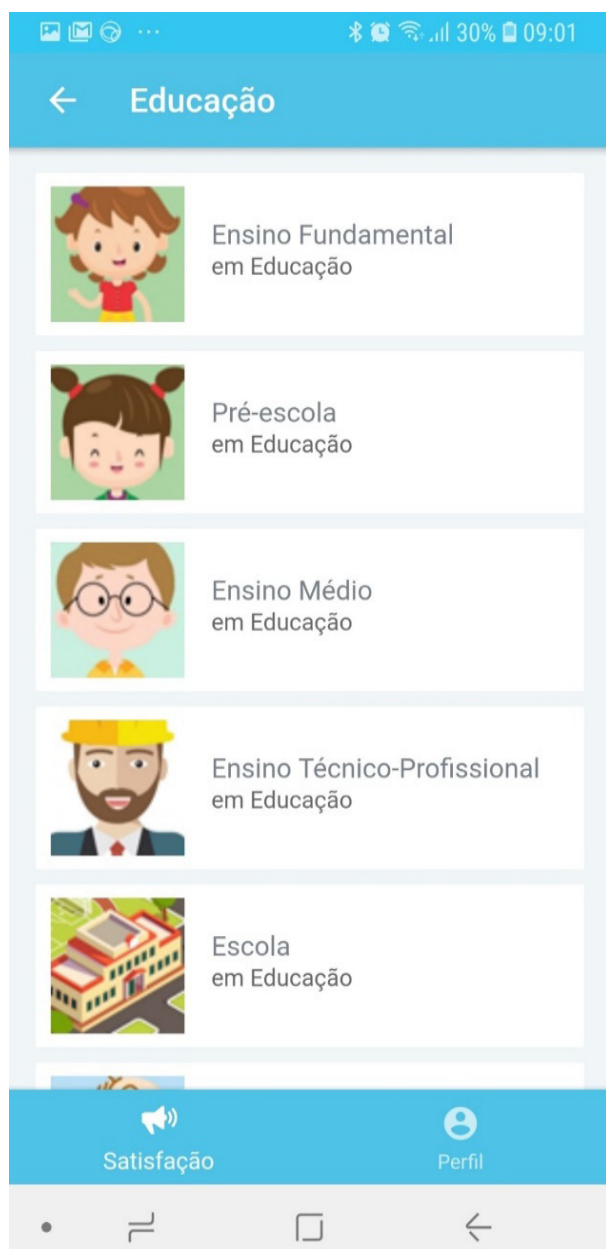 30% 09:01
Educação
Ensino Fundamental
em Educação
Pré-escola
em Educação
Ensino Médio
em Educação
Ensino Técnico-Profissional
em Educação
Escola
em Educação
Satisfação
Perfil